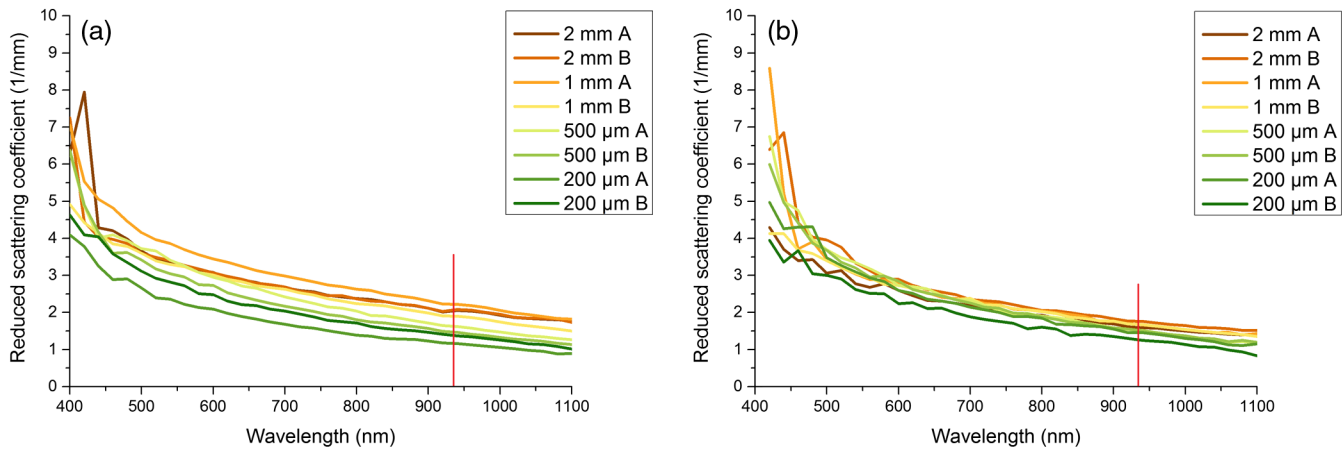 (a)
Reduced scattering coefficient (1/mm)
10
9
8
7
6
5
4
3
2
1
0
400 500 600 700 800 900 1000 1100
Wavelength (nm)
2 mm A
2 mm B
1 mm A
1 mm B
500 µm A
500 µm B
200 µm A
200 µm B
(b)
Reduced scattering coefficient (1/mm)
10
9
8
7
6
5
4
3
2
1
0
400 500 600 700 800 900 1000 1100
Wavelength (nm)
2 mm A
2 mm B
1 mm A
1 mm B
500 µm A
500 µm B
200 µm A
200 µm B